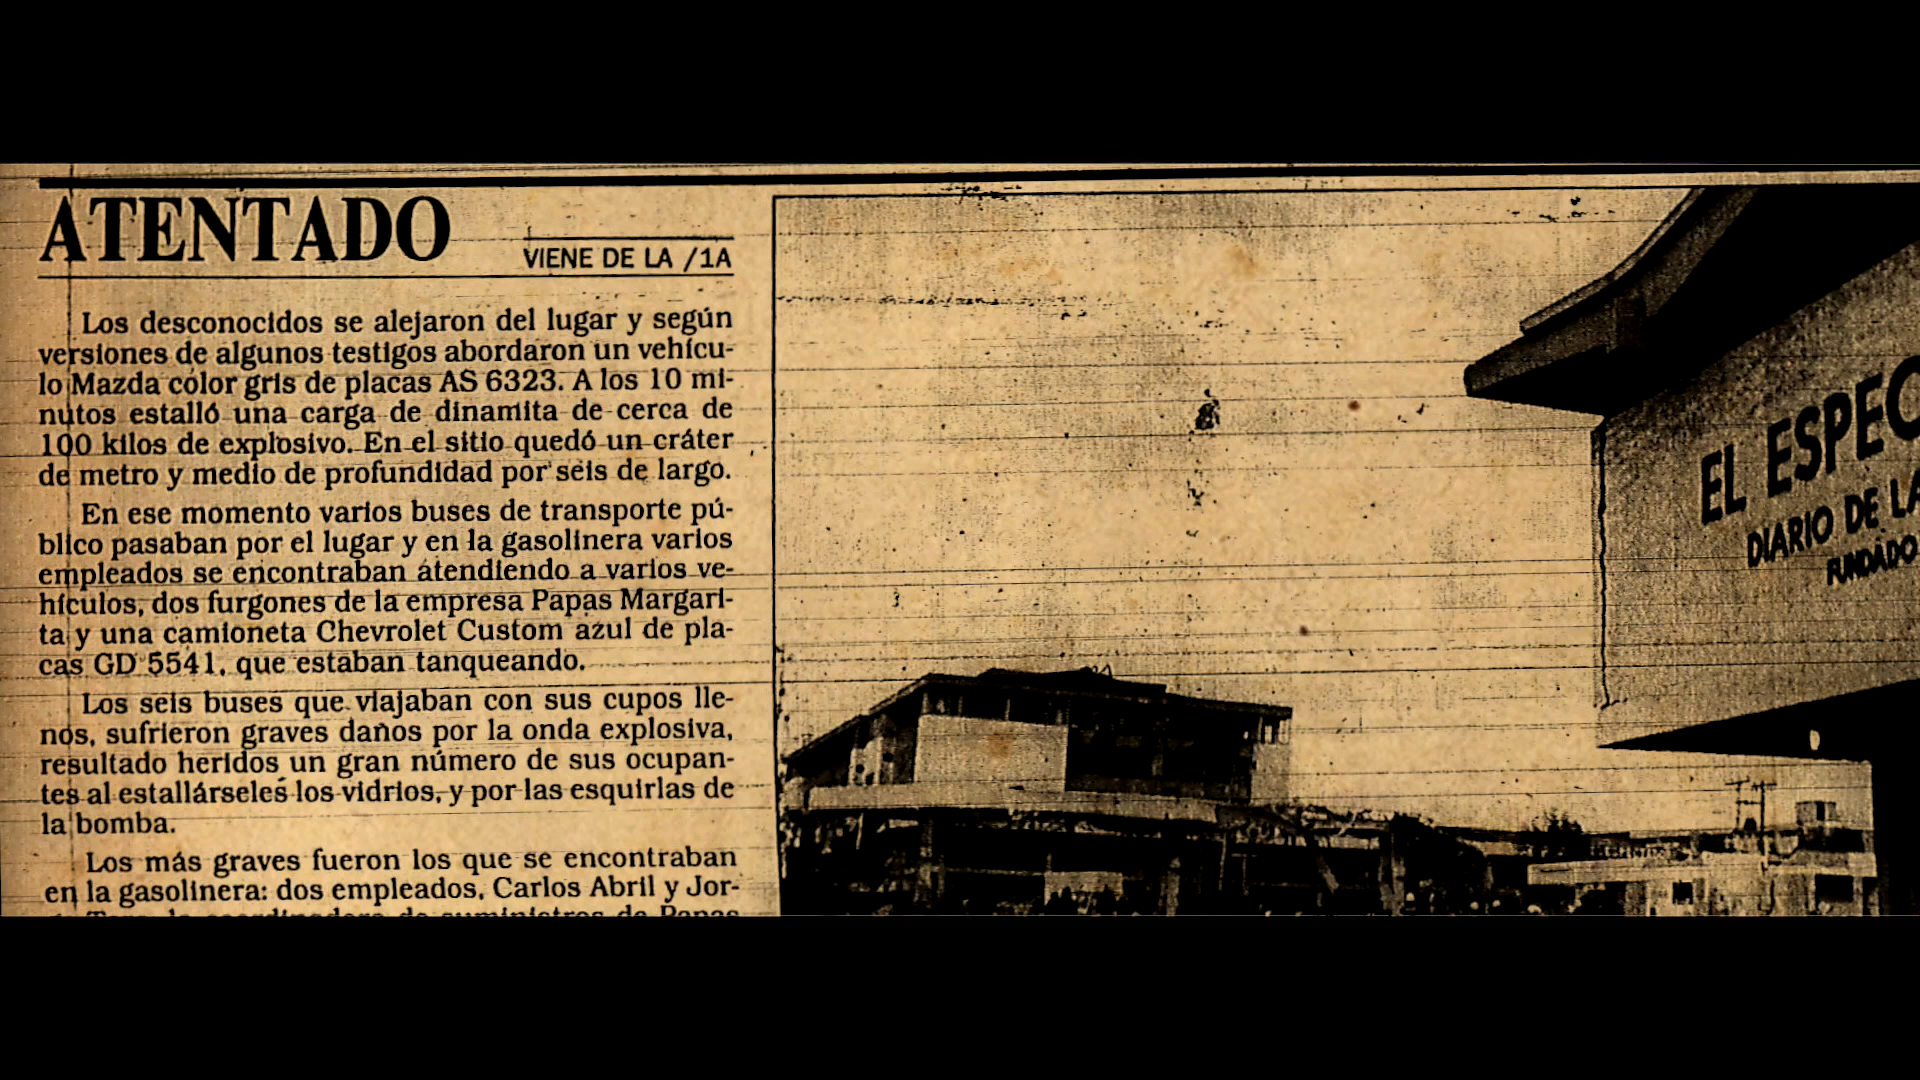 ATENTADO
VIENE DE LA /1A
Los desconocidos se alejaron del lugar y según
versiones de algunos testigos abordaron un vehícu-
lo Mazda color gris de placas AS 6323. A los 10 mi-
nutos estalló una carga de dinamita de cerca de
100 kilos de explosivo. En el sitio quedó un cráter
de metro y medio de profundidad por seis de largo.
En ese momento varios buses de transporte pú-
blico pasaban por el lugar y en la gasolinera varios
empleados se encontraban atendiendo a varios ve-
hículos, dos furgones de la empresa Papas Margari-
ta y una camioneta Chevrolet Custom azul de pla-
cas GD 5541, que estaban tanqueando.
Los seis buses que viajaban con sus cupos lle-
nos, sufrieron graves daños por la onda explosiva,
resultado heridos un gran número de sus ocupan-
tes al estallárseles los vidrios, y por las esquirlas de
la bomba.
Los más graves fueron los que se encontraban
en la gasolinera: dos empleados, Carlos Abril y Jor-
la coordinadora de suministros de Papas
EL ESPEC
DIARIO DE LA
FUNDADO